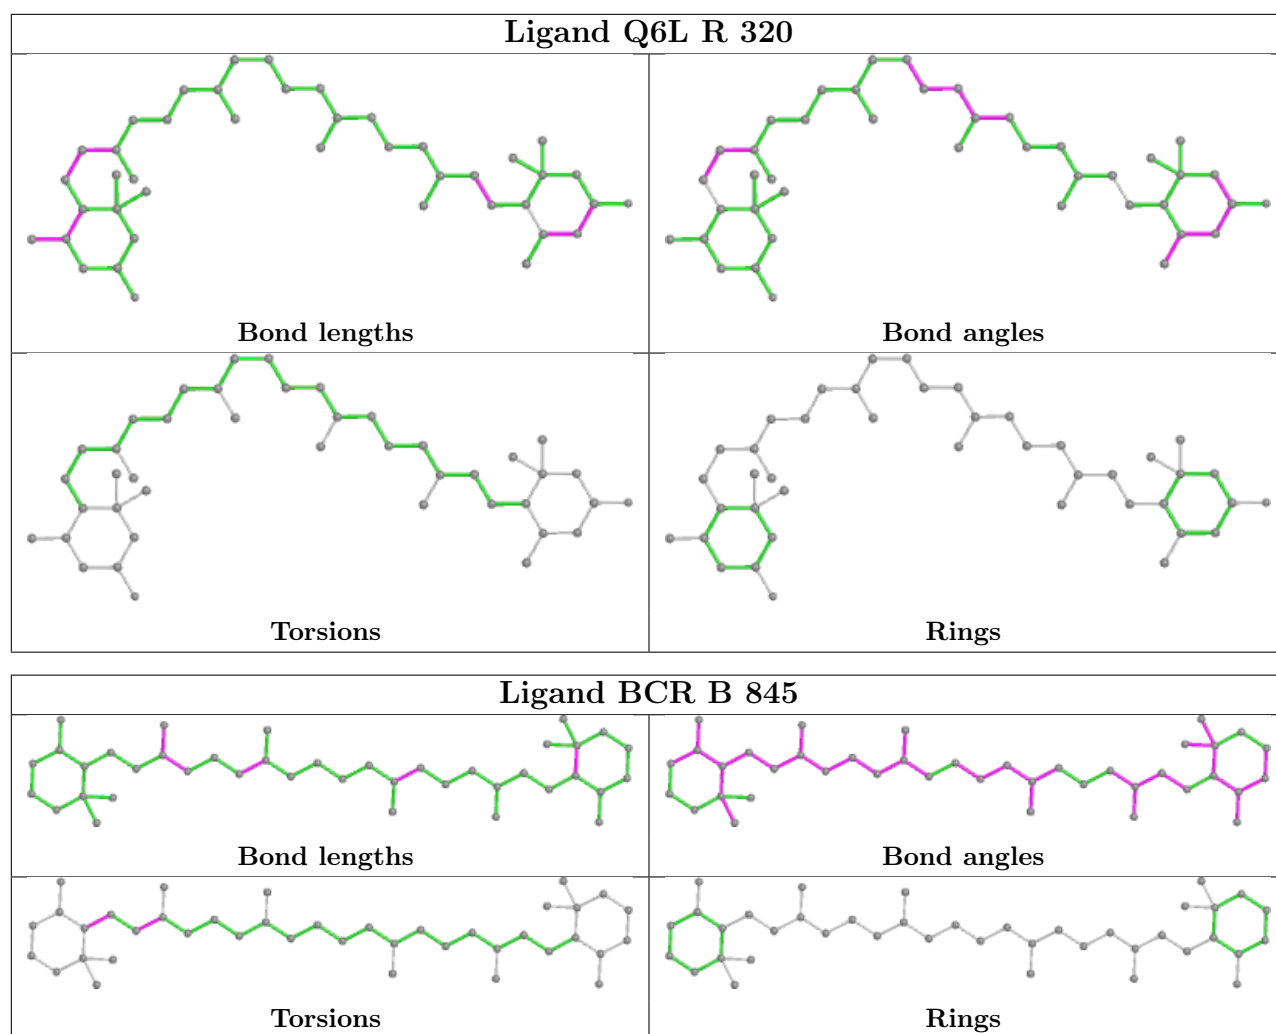 Ligand Q6L R 320
Bond lengths
Bond angles
Torsions
Rings
Ligand BCR B 845
Bond lengths
Bond angles
Torsions
Rings